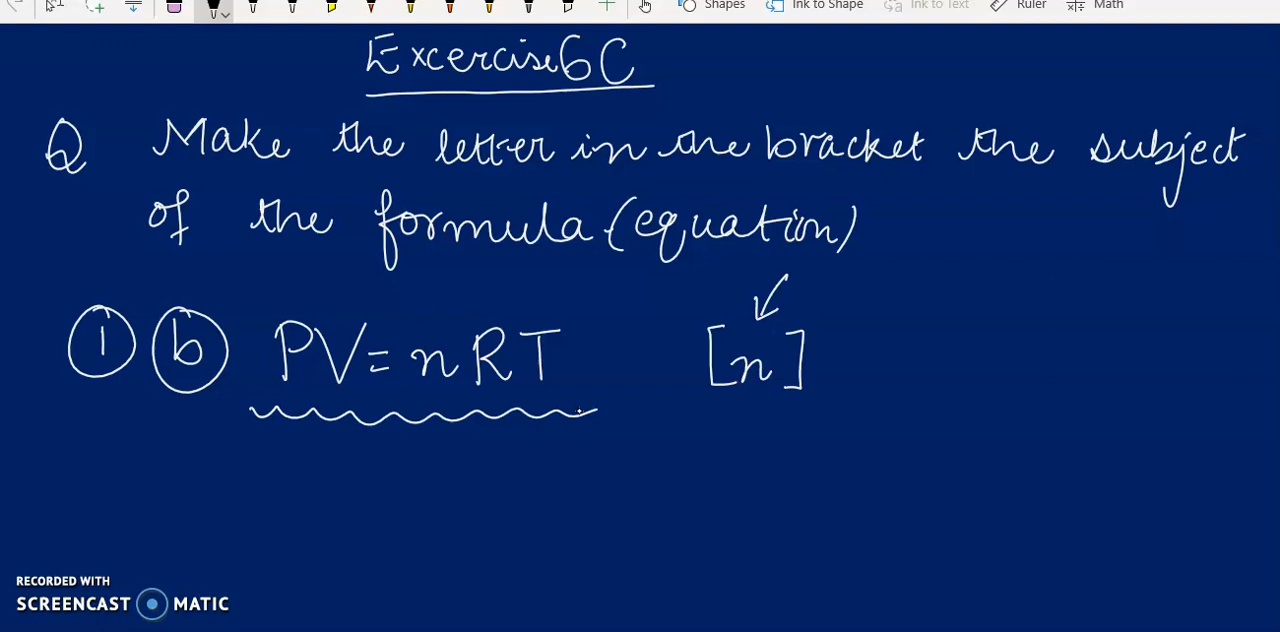 Shapes Ink to Shape Ink to Text Ruler Math
Excercise 6C
Q Make the letter in the bracket the subject
of the formula (equation)
1 b PV = nRT [n]
RECORDED WITH
SCREENCAST MATIC